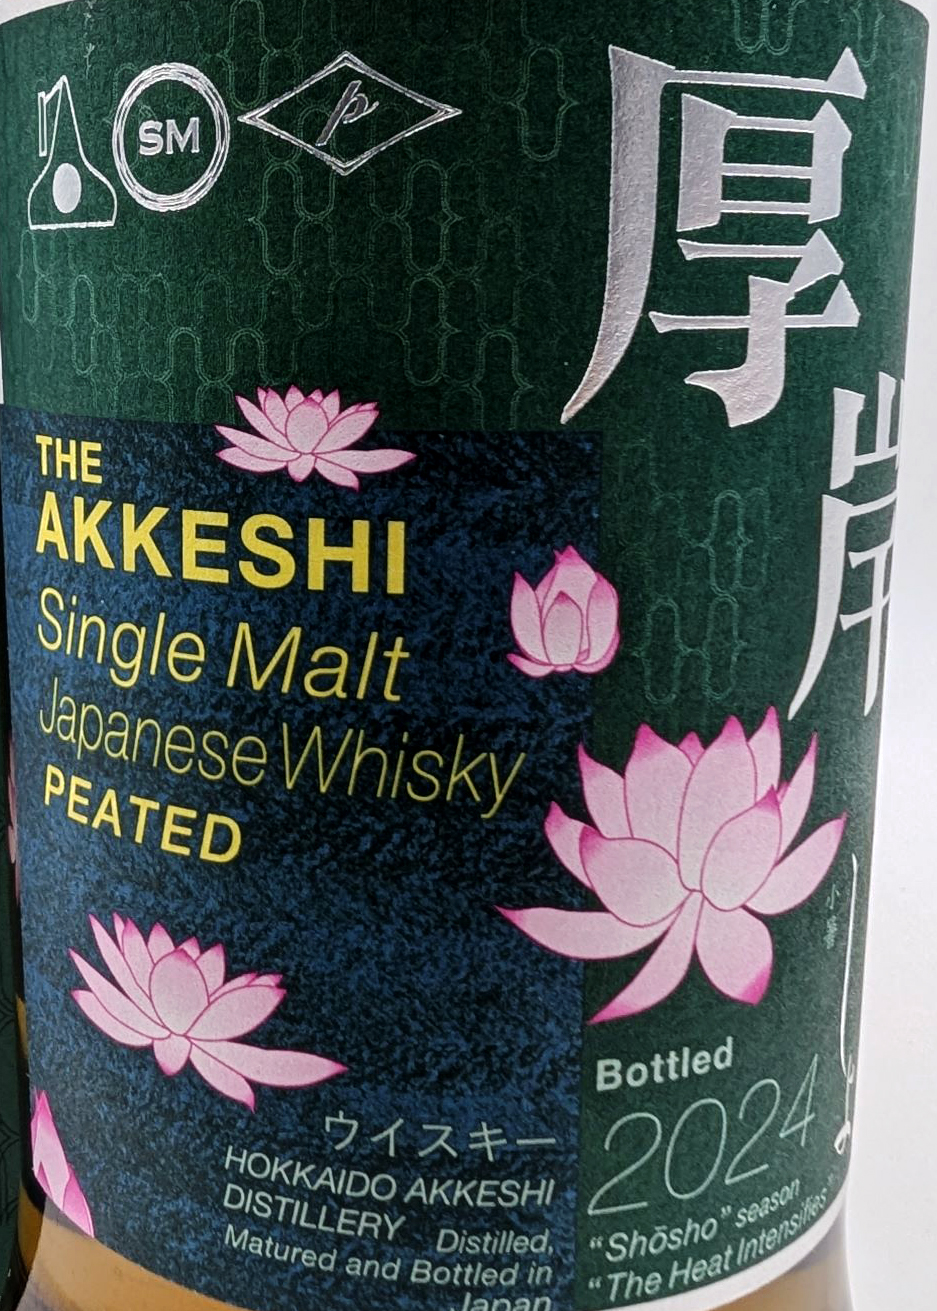 SM
p
厚岸
THE
AKKESHI
Single Malt
Japanese Whisky
PEATED
ウイスキー
HOKKAIDO AKKESHI
DISTILLERY Distilled,
Matured and Bottled in
Japan
Bottled
2024
“Shōsho” season
“The Heat Intensifies”